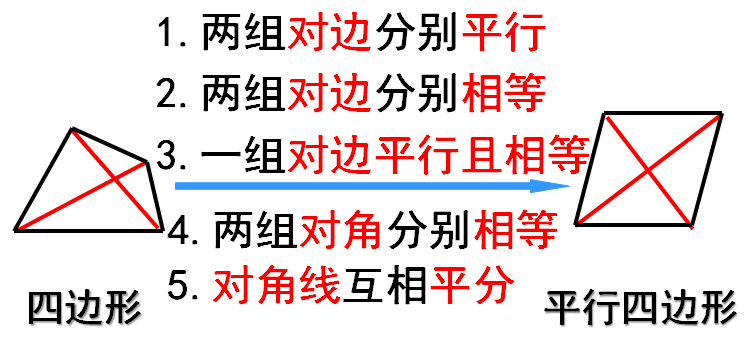 1.两组对边分别平行
2.两组对边分别相等
3.一组对边平行且相等
4.两组对角分别相等
5.对角线互相平分
四边形
平行四边形